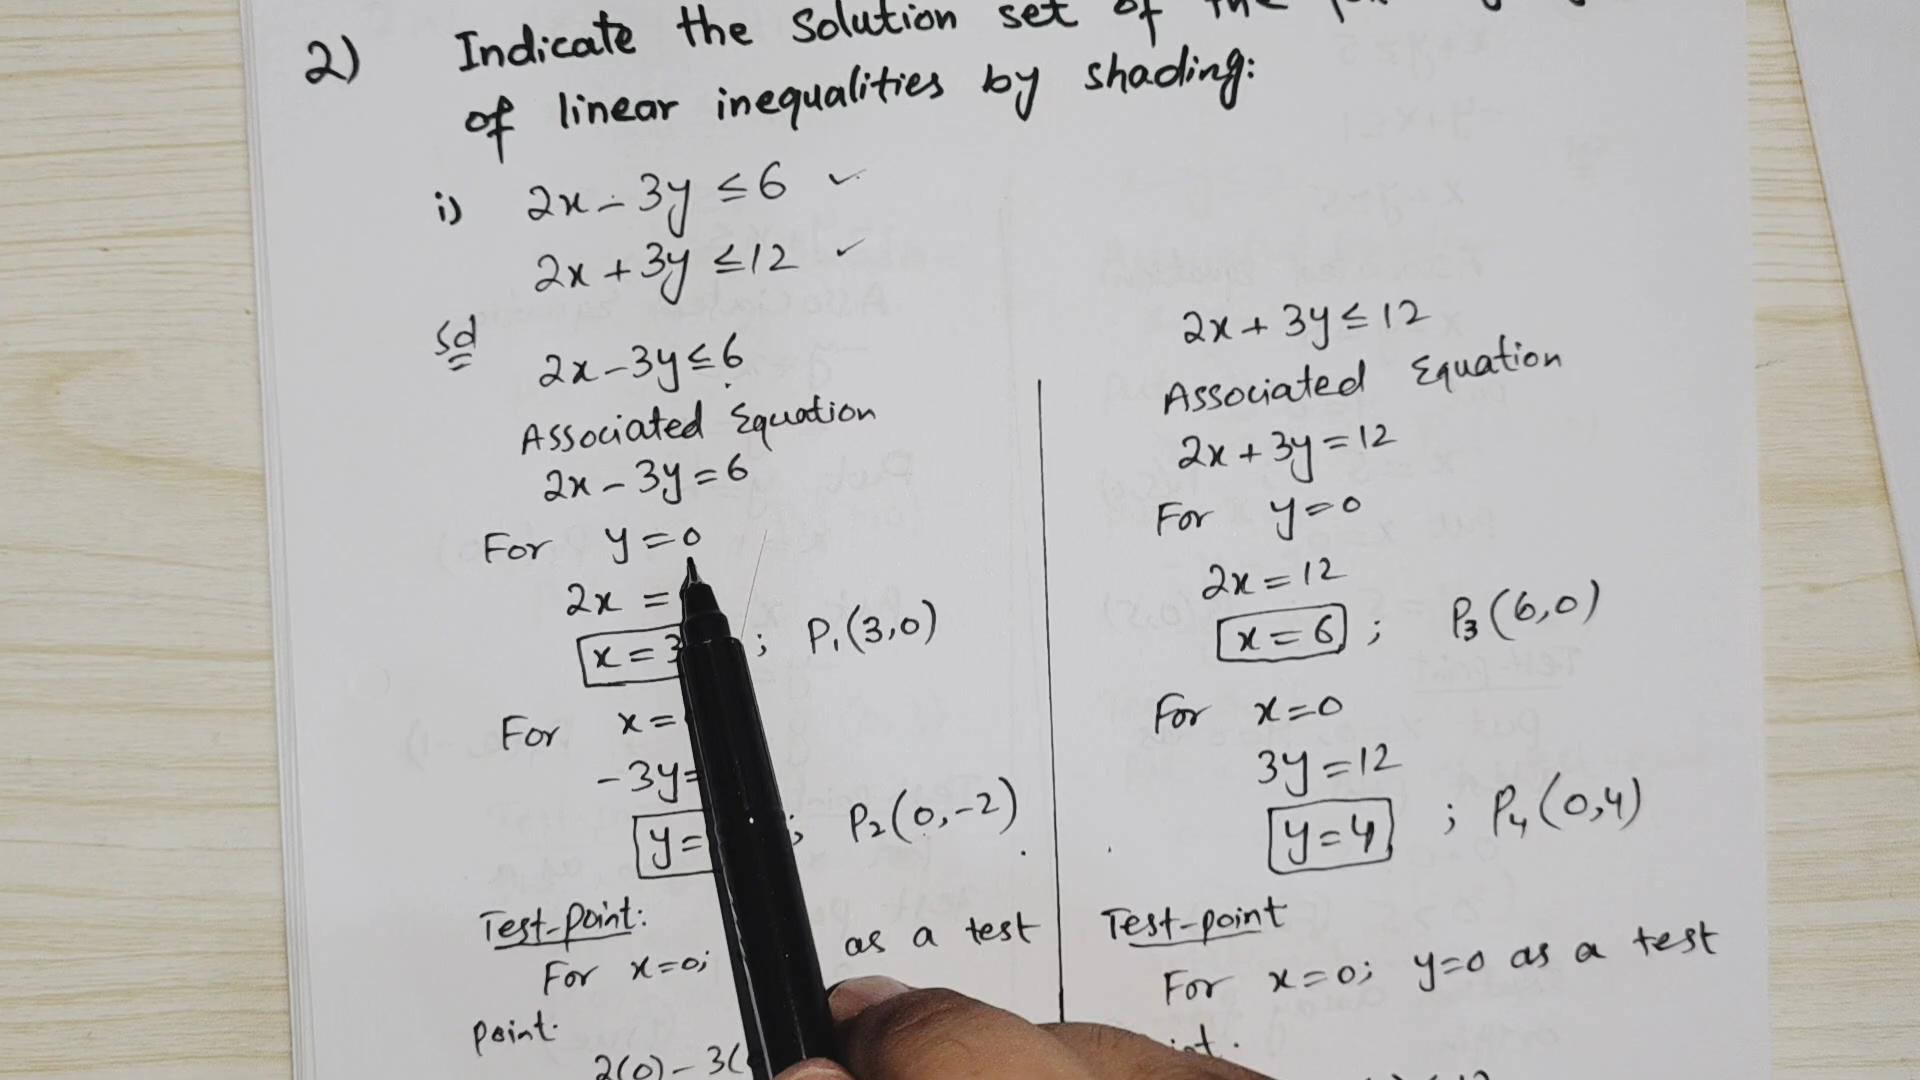 2) Indicate the solution set of the
of linear inequalities by shading:
i) 2x - 3y ≤ 6 ✓
2x + 3y ≤ 12 ✓
Sol
2x - 3y ≤ 6
Associated Equation
2x - 3y = 6
For y = 0
2x =
x = 3 ; P₁(3,0)
For x =
-3y =
y = ; P₂(0,-2)
Test-point:
For x=0; as a test
point.
2(0) - 3(
2x + 3y ≤ 12
Associated Equation
2x + 3y = 12
For y=0
2x = 12
x = 6 ; P₃(6,0)
For x=0
3y = 12
y = 4 ; P₄(0,4)
Test-point
For x=0; y=0 as a test